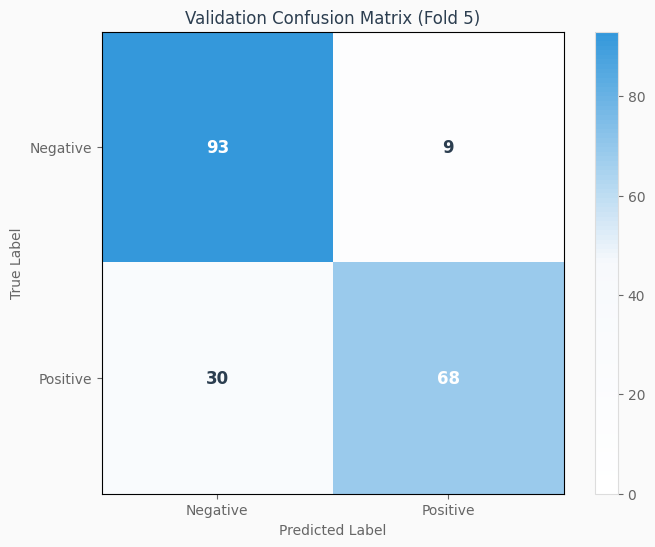 Validation Confusion Matrix (Fold 5)
True Label
Negative
93
9
Positive
30
68
Negative
Positive
Predicted Label
80
60
40
20
0